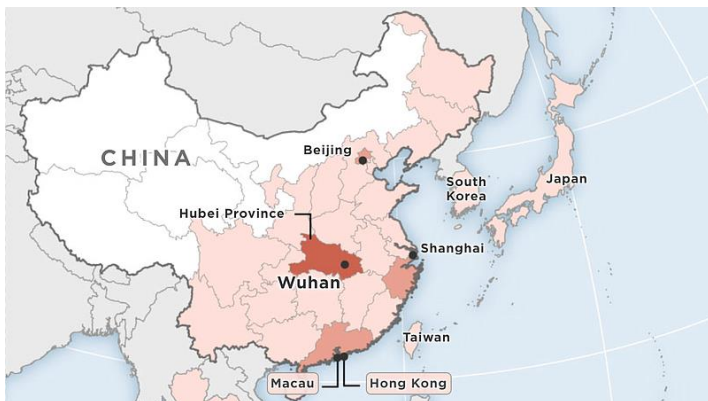 CHINA
Beijing
South
Korea
Japan
Hubei Province
Shanghai
Wuhan
Taiwan
Macau
Hong Kong